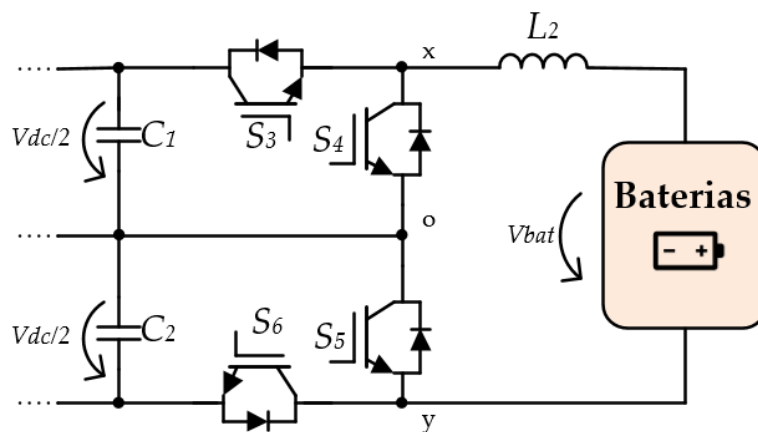 x
L2
Vdc/2
C1
S3
S4
Baterias
o
Vbat
- +
Vdc/2
C2
S6
S5
y